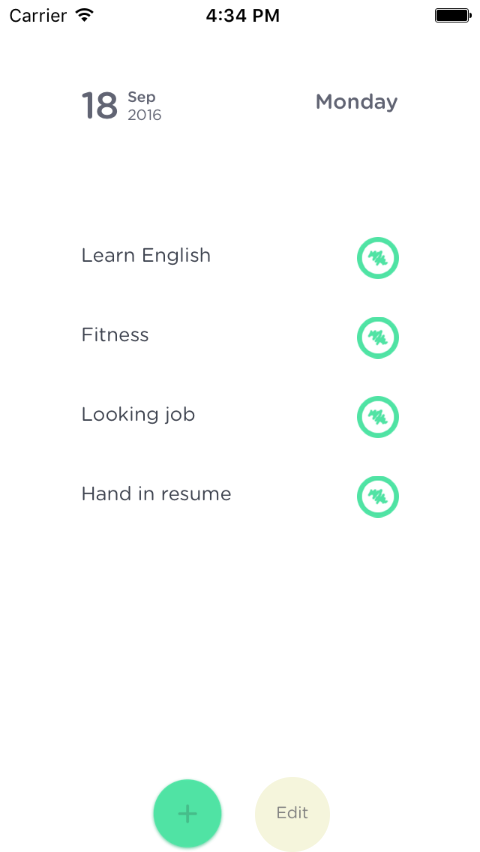 Carrier 4:34 PM
18 Sep 2016 Monday
Learn English
Fitness
Looking job
Hand in resume
+ Edit